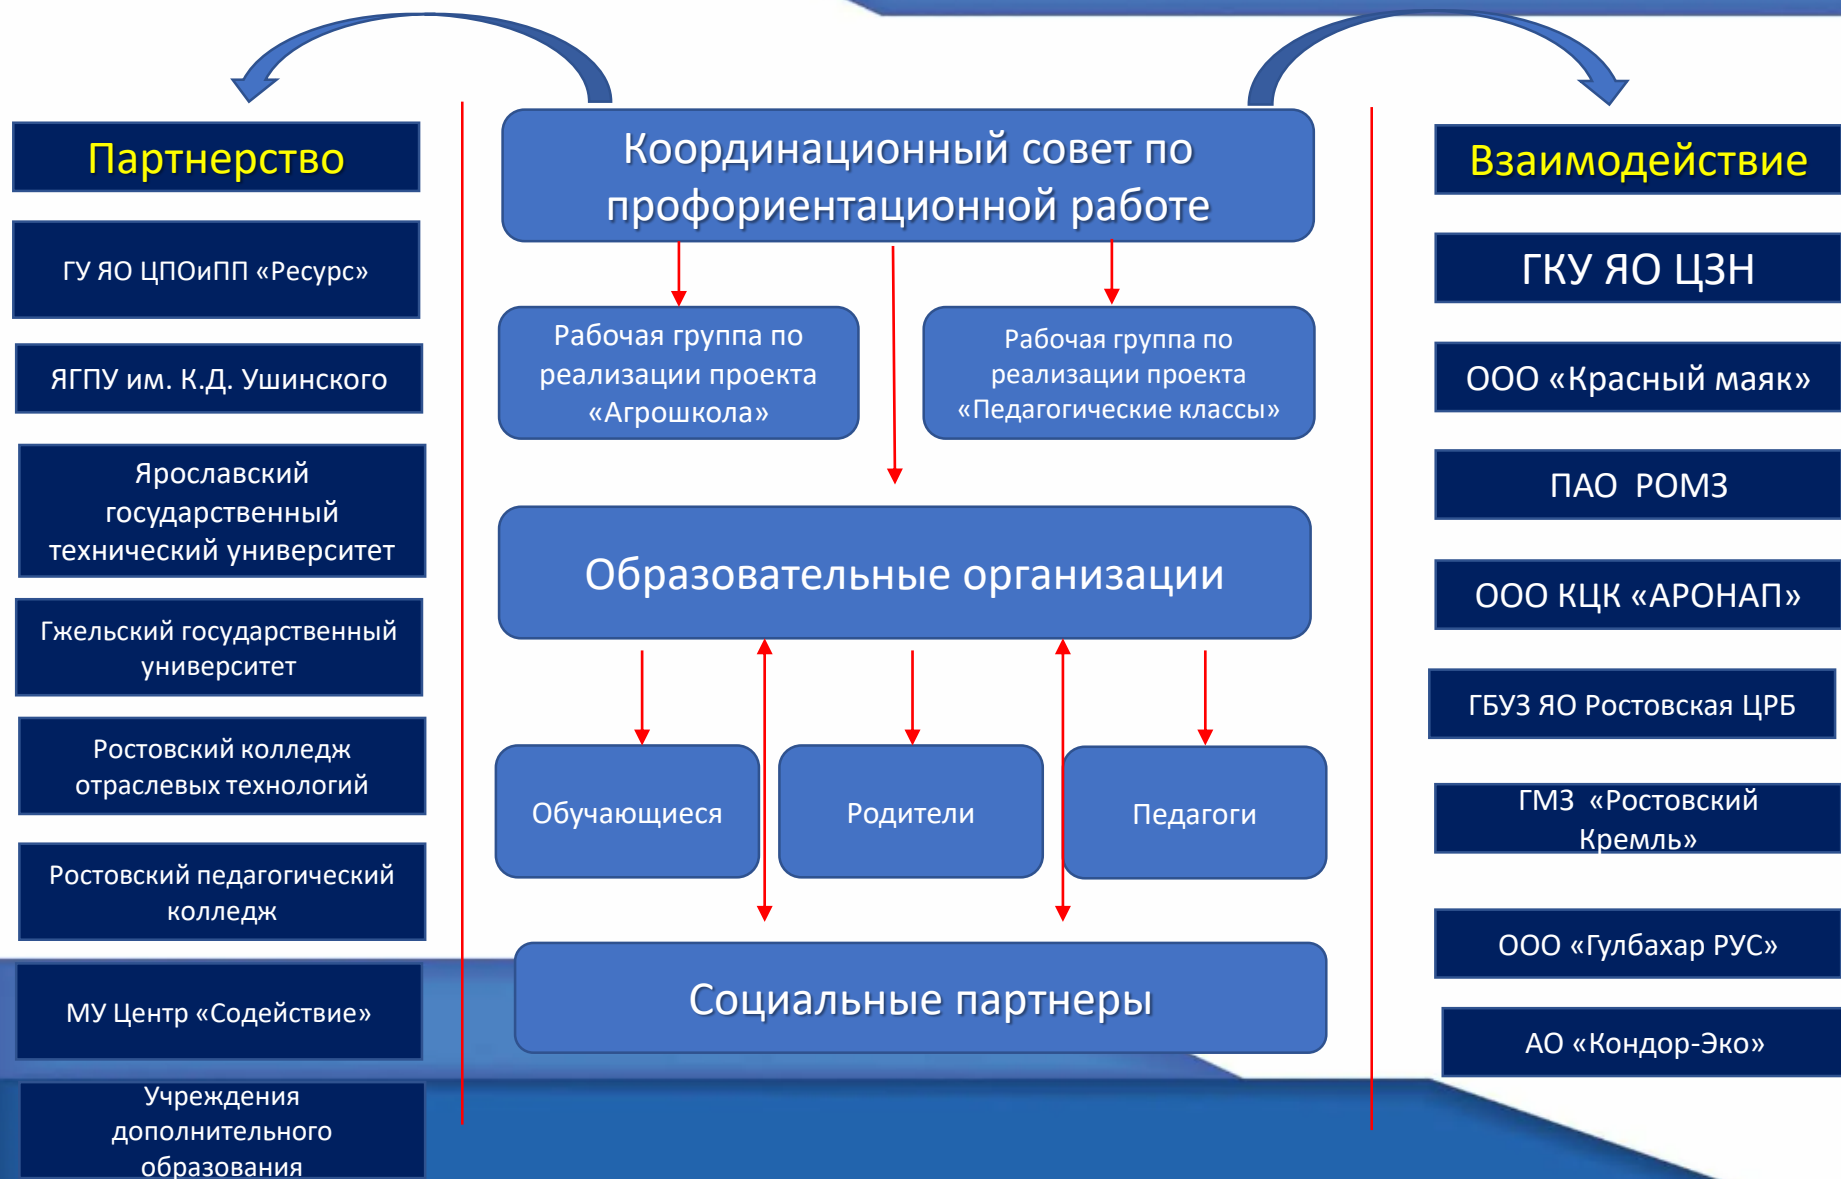 Партнерство
ГУ ЯО ЦПОиПП «Ресурс»
ЯГПУ им. К.Д. Ушинского
Ярославский
государственный
технический университет
Гжельский государственный
университет
Ростовский колледж
отраслевых технологий
Ростовский педагогический
колледж
МУ Центр «Содействие»
Учреждения
дополнительного
образования
Координационный совет по
профориентационной работе
Рабочая группа по
реализации проекта
«Агрошкола»
Рабочая группа по
реализации проекта
«Педагогические классы»
Образовательные организации
Обучающиеся
Родители
Педагоги
Социальные партнеры
Взаимодействие
ГКУ ЯО ЦЗН
ООО «Красный маяк»
ПАО РОМЗ
ООО КЦК «АРОНАП»
ГБУЗ ЯО Ростовская ЦРБ
ГМЗ «Ростовский
Кремль»
ООО «Гулбахар РУС»
АО «Кондор-Эко»